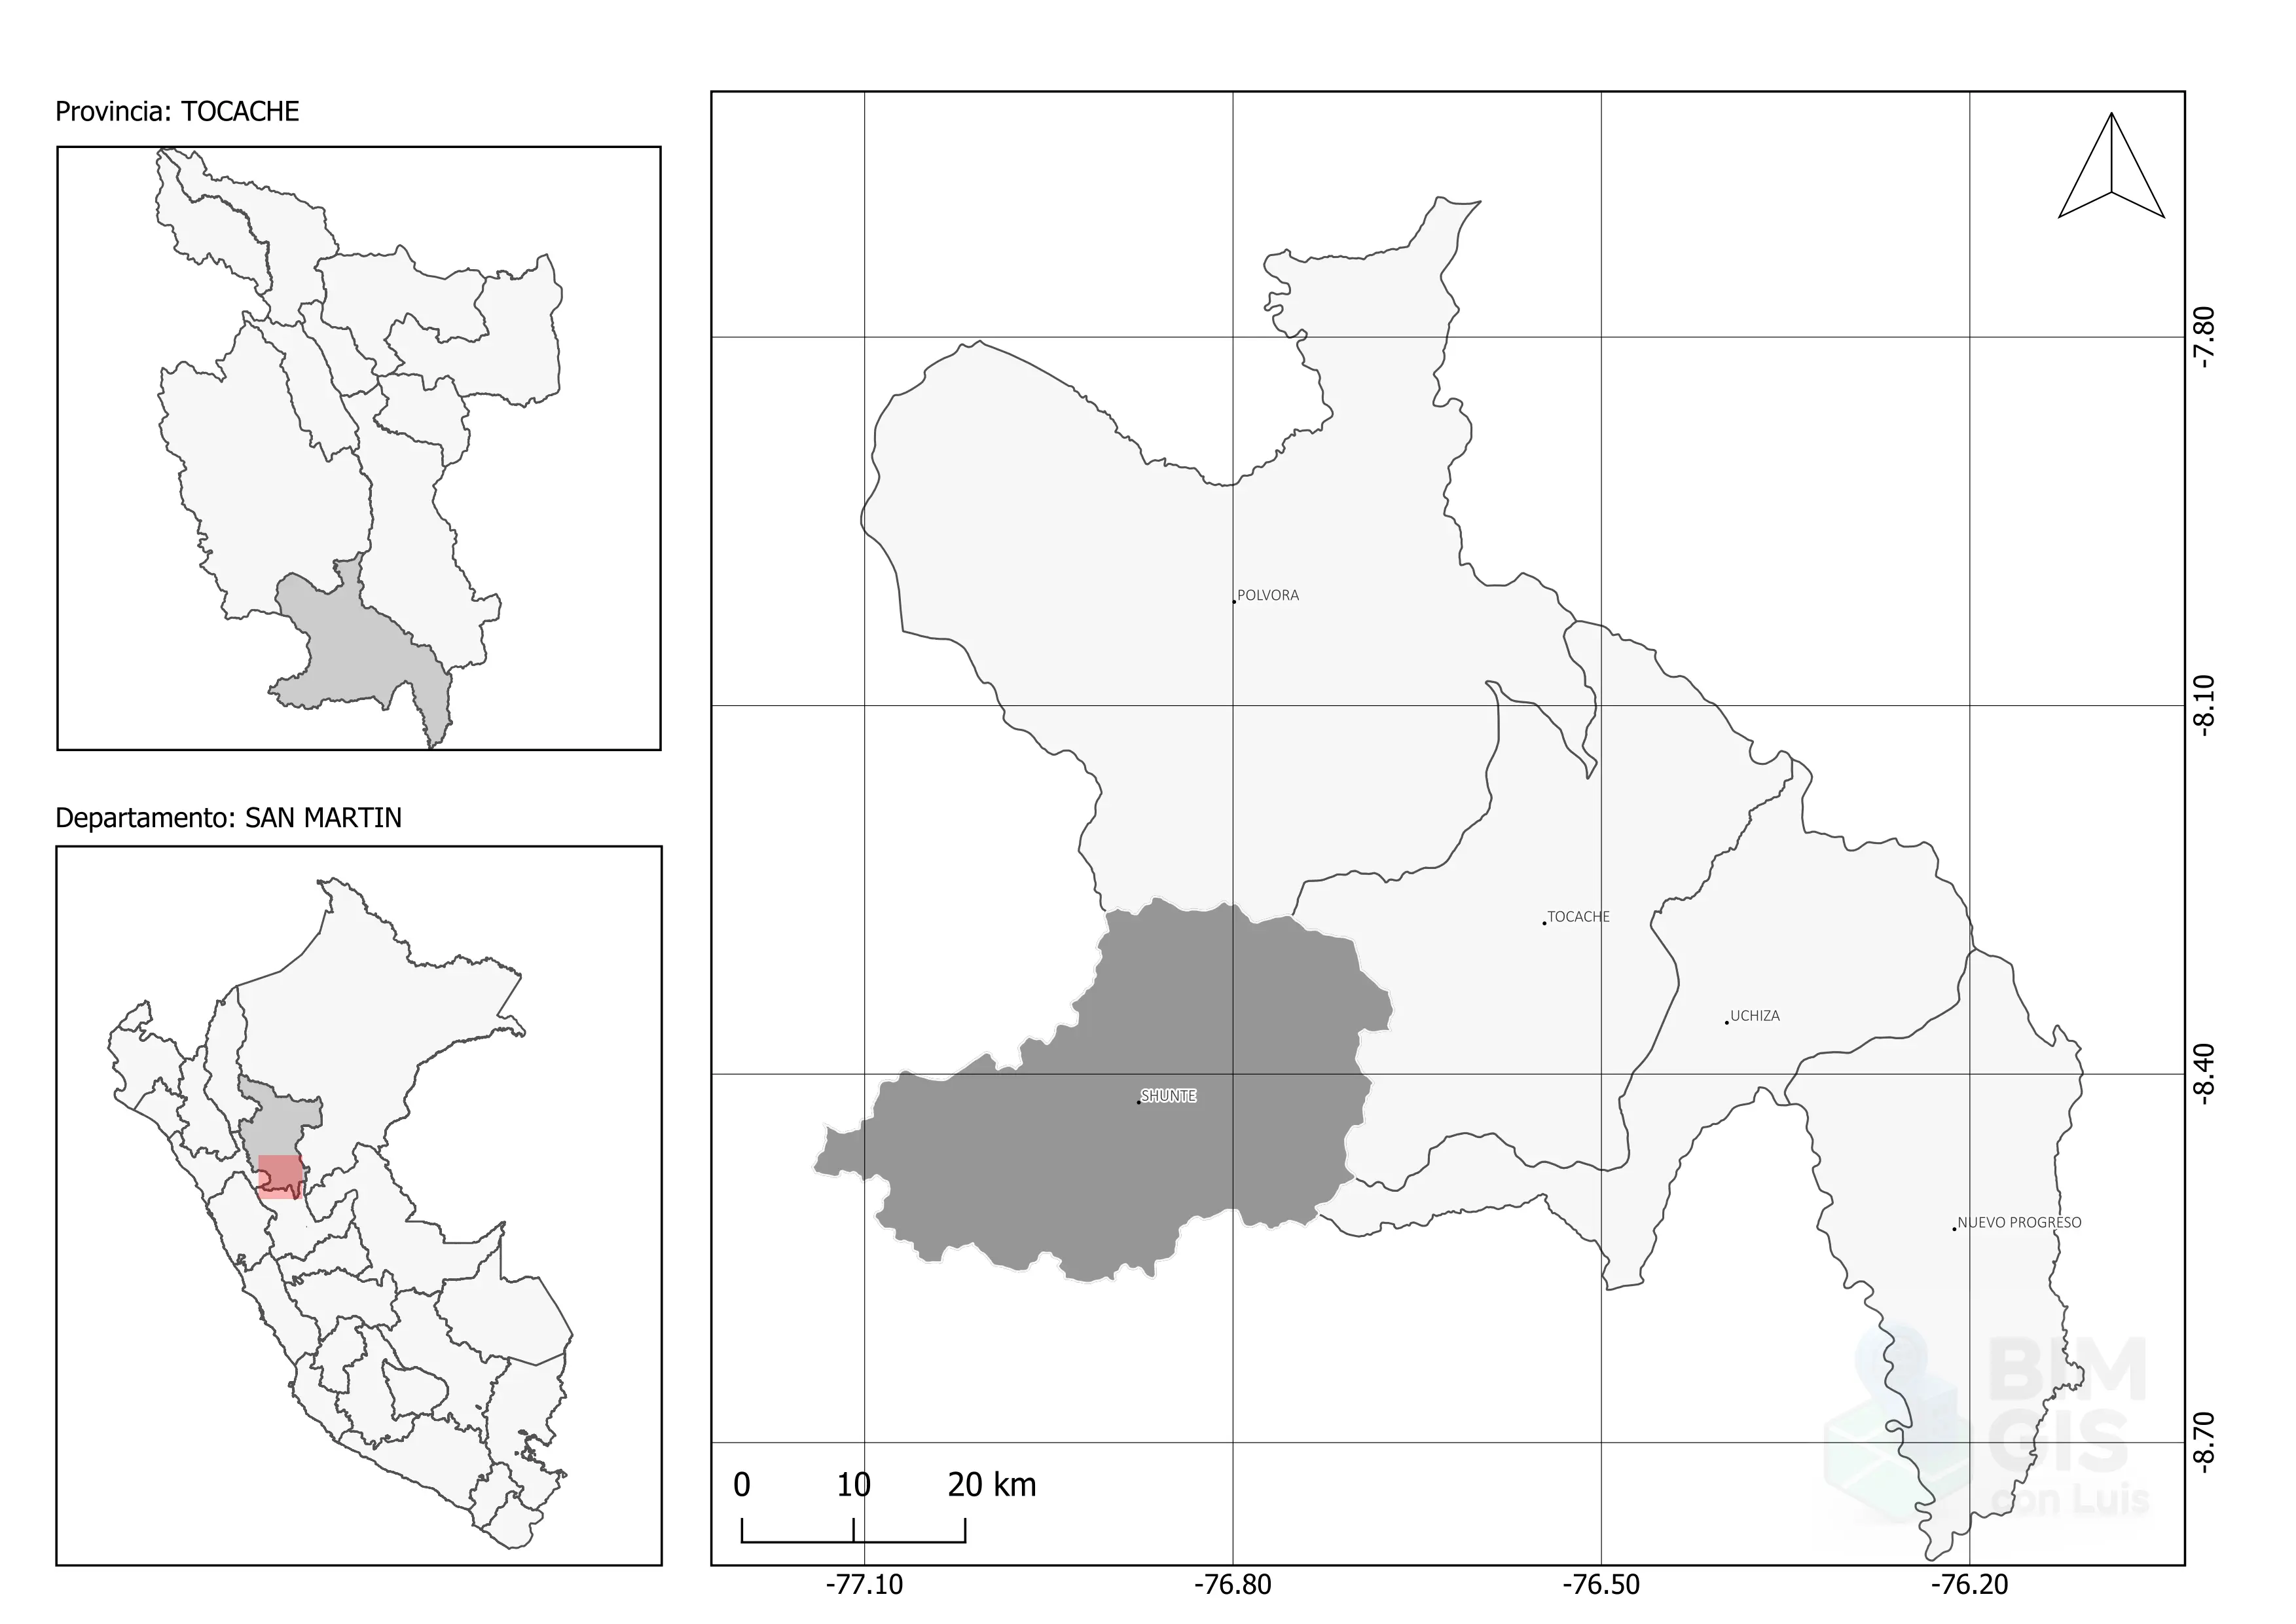 Provincia: TOCACHE
Departamento: SAN MARTIN
POLVORA
TOCACHE
UCHIZA
SHUNTE
NUEVO PROGRESO
-7.80
-8.10
-8.40
-8.70
0 10 20 km
-77.10 -76.80 -76.50 -76.20
BIM
GIS
con Luis